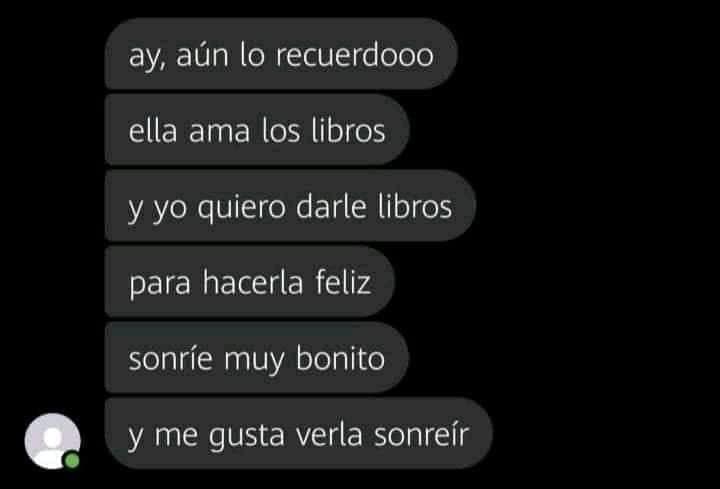 ay, aún lo recuerdooo
ella ama los libros
y yo quiero darle libros
para hacerla feliz
sonríe muy bonito
y me gusta verla sonreír